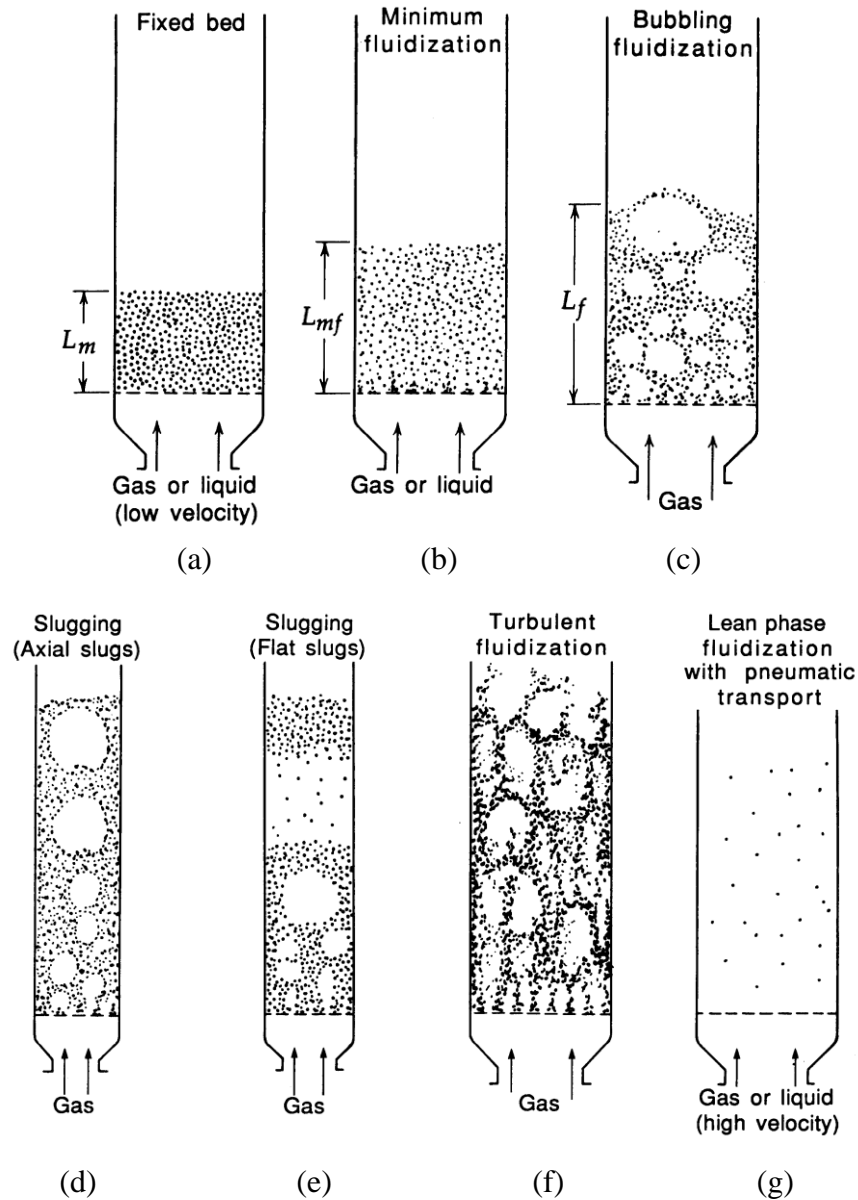 Fixed bed
Minimum
fluidization
Bubbling
fluidization
L_m
L_mf
L_f
Gas or liquid
(low velocity)
Gas or liquid
Gas
(a)
(b)
(c)
Slugging
(Axial slugs)
Slugging
(Flat slugs)
Turbulent
fluidization
Lean phase
fluidization
with pneumatic
transport
Gas
Gas
Gas
Gas or liquid
(high velocity)
(d)
(e)
(f)
(g)